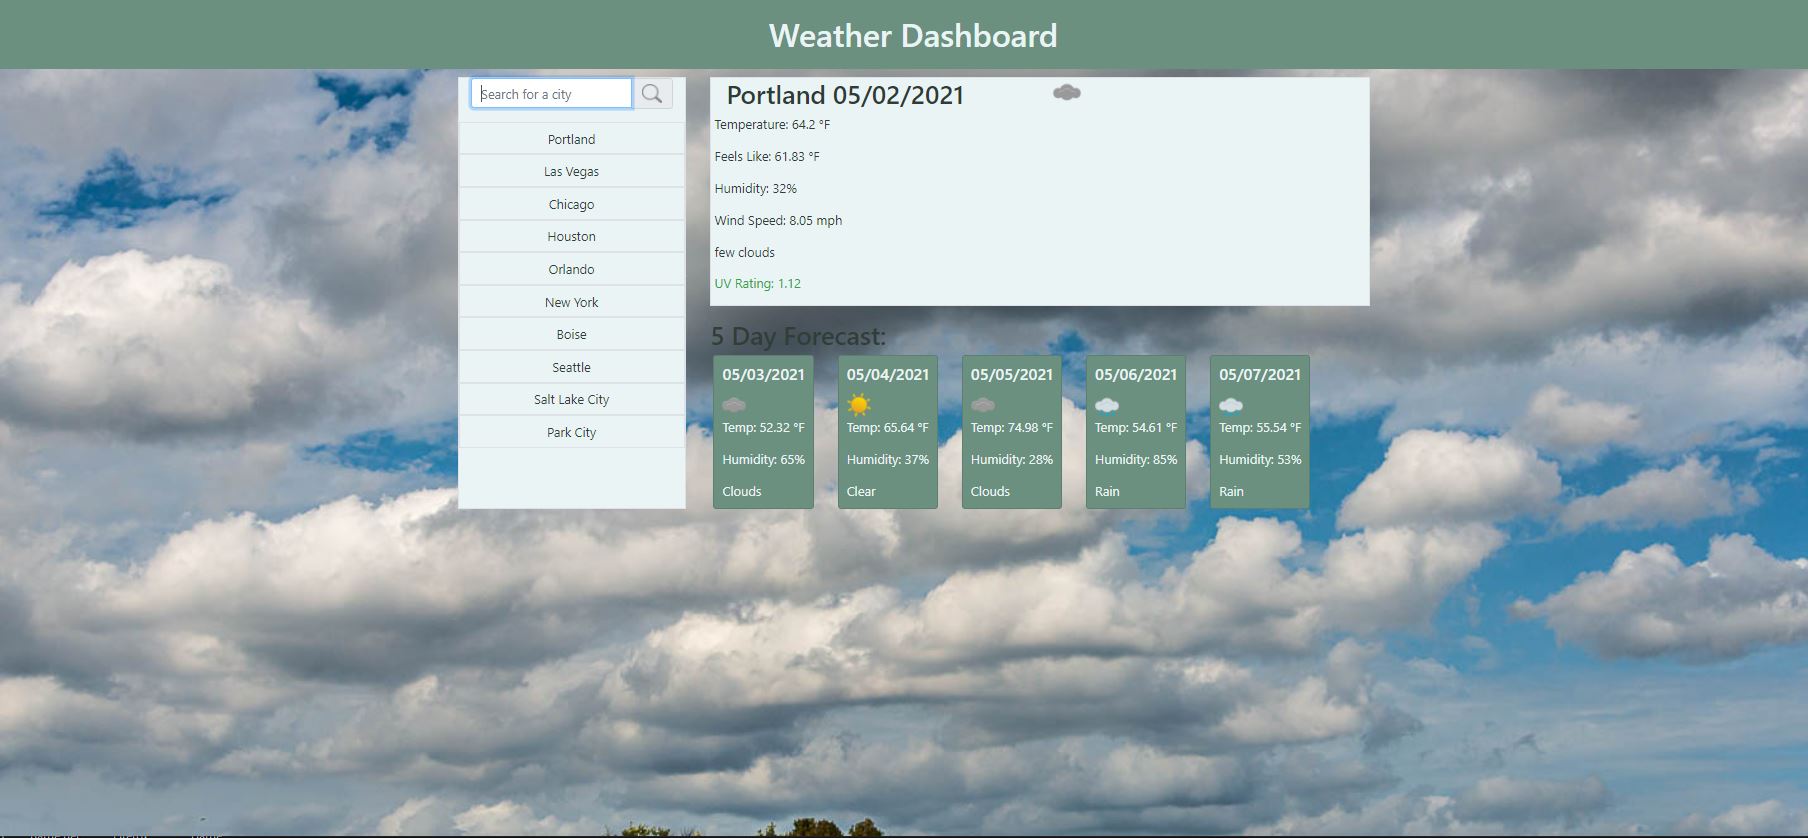 Weather Dashboard
Search for a city
Portland
Las Vegas
Chicago
Houston
Orlando
New York
Boise
Seattle
Salt Lake City
Park City
Portland 05/02/2021
Temperature: 64.2 °F
Feels Like: 61.83 °F
Humidity: 32%
Wind Speed: 8.05 mph
few clouds
UV Rating: 1.12
5 Day Forecast:
05/03/2021
Temp: 52.32 °F
Humidity: 65%
Clouds
05/04/2021
Temp: 65.64 °F
Humidity: 37%
Clear
05/05/2021
Temp: 74.98 °F
Humidity: 28%
Clouds
05/06/2021
Temp: 54.61 °F
Humidity: 85%
Rain
05/07/2021
Temp: 55.54 °F
Humidity: 53%
Rain